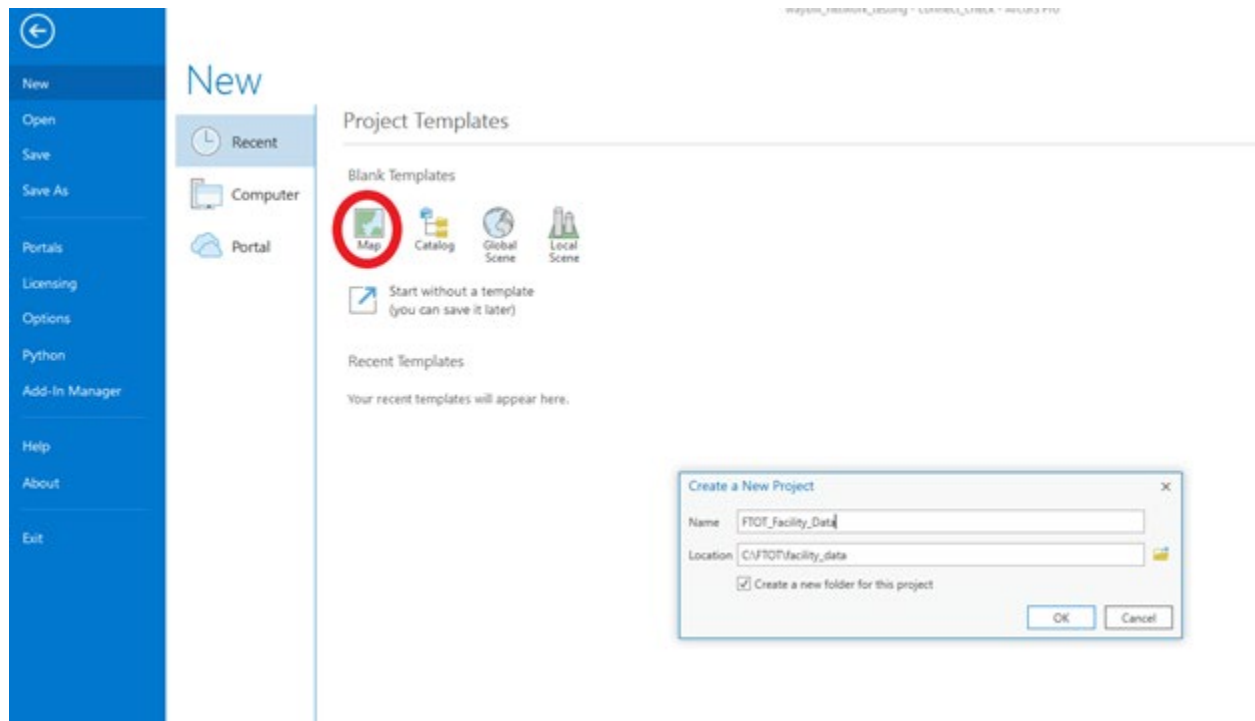 New
Open
Save
Save As
Portals
Licensing
Options
Python
Add-In Manager
Help
About
Exit
New
Recent
Computer
Portal
Project Templates
Blank Templates
Map
Catalog
Global
Scene
Local
Scene
Start without a template
(you can save it later)
Recent Templates
Your recent templates will appear here.
Create a New Project
Name
FTOT_Facility_Data
Location
C:\FTOT\facility_data
Create a new folder for this project
OK
Cancel